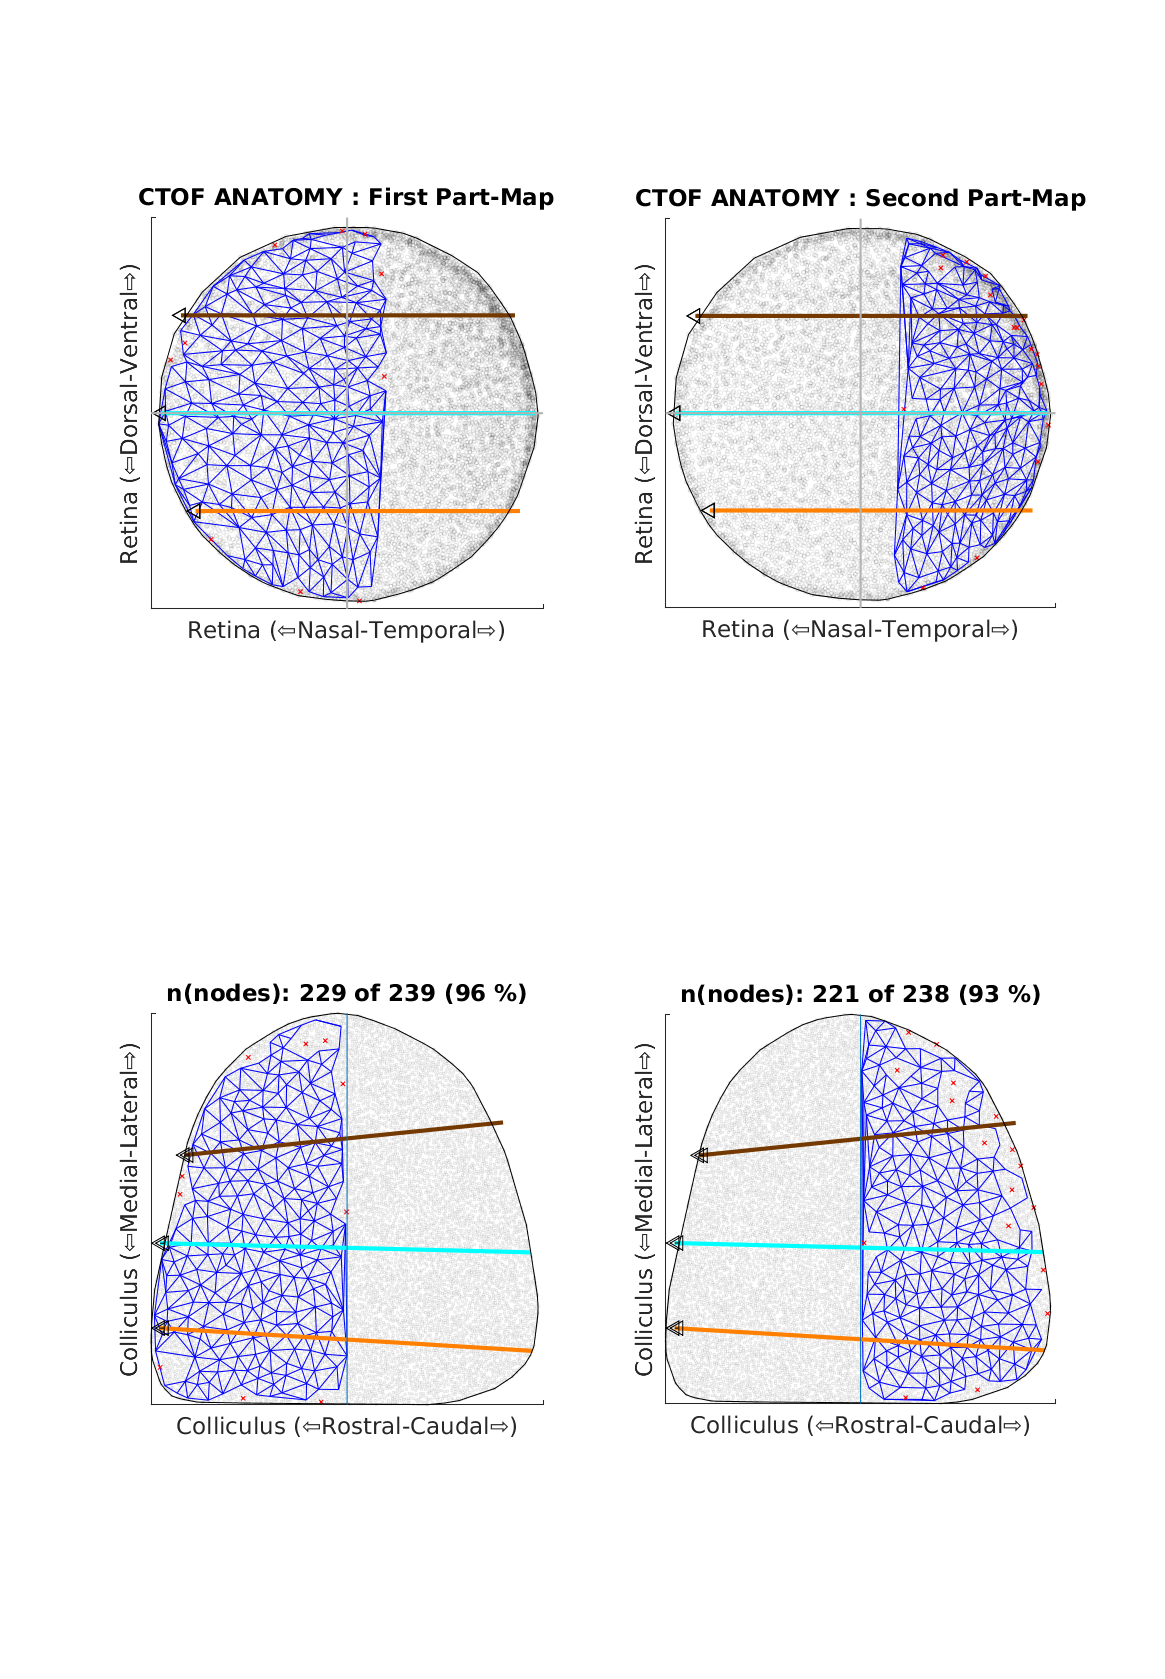 CTOF ANATOMY : First Part-Map
CTOF ANATOMY : Second Part-Map
Retina (⇦Dorsal-Ventral⇨)
Retina (⇦Dorsal-Ventral⇨)
Retina (⇦Nasal-Temporal⇨)
Retina (⇦Nasal-Temporal⇨)
n(nodes): 229 of 239 (96 %)
n(nodes): 221 of 238 (93 %)
Colliculus (⇦Medial-Lateral⇨)
Colliculus (⇦Medial-Lateral⇨)
Colliculus (⇦Rostral-Caudal⇨)
Colliculus (⇦Rostral-Caudal⇨)